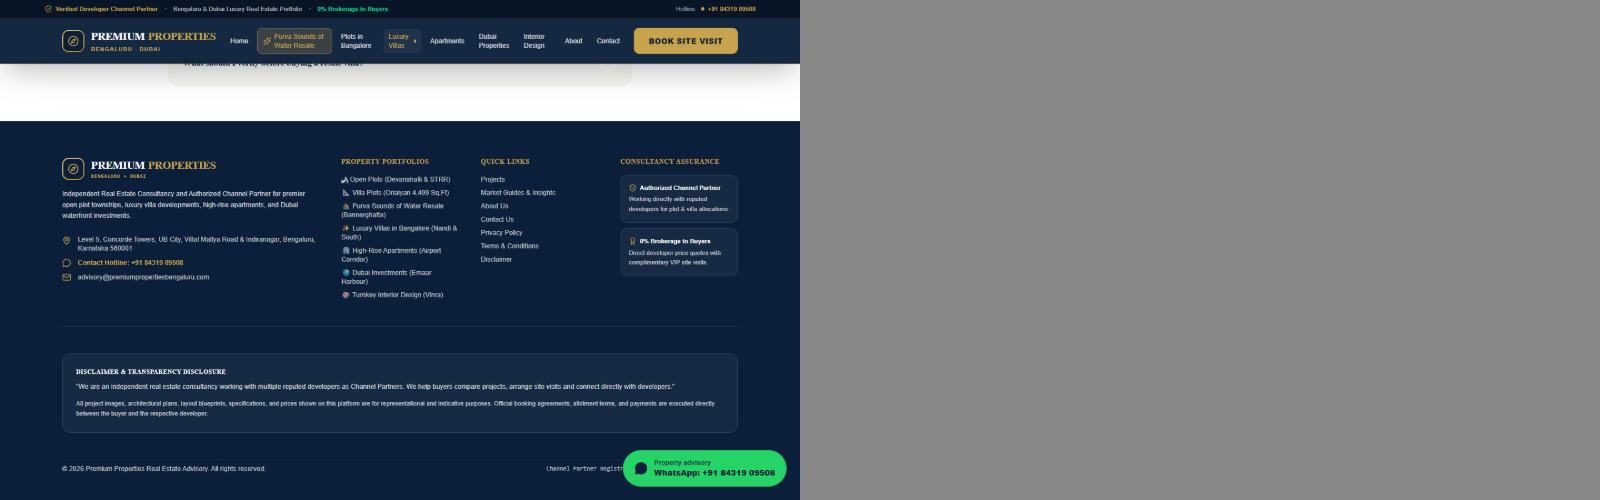 Verified Developer Channel Partner • Bengaluru & Dubai Luxury Real Estate Portfolio • 0% Brokerage to Buyers
Hotline: +91 84319 09508
PREMIUM PROPERTIES
BENGALURU · DUBAI
Home
Purva Sounds of
Water Resale
Plots in
Bangalore
Luxury
Villas
Apartments
Dubai
Properties
Interior
Design
About
Contact
BOOK SITE VISIT
What should I verify before buying a resale villa?
PREMIUM PROPERTIES
BENGALURU • DUBAI
Independent Real Estate Consultancy and Authorized Channel Partner for premier
open plot townships, luxury villa developments, high-rise apartments, and Dubai
waterfront investments.
Level 5, Concorde Towers, UB City, Vittal Mallya Road & Indiranagar, Bengaluru,
Karnataka 560001
Contact Hotline: +91 84319 09508
advisory@premiumpropertiesbengaluru.com
PROPERTY PORTFOLIOS
Open Plots (Devanahalli & STRR)
Villa Plots (Oriaiyan 4,499 Sq.Ft)
Purva Sounds of Water Resale
(Bannerghatta)
Luxury Villas in Bangalore (Nandi &
South)
High-Rise Apartments (Airport
Corridor)
Dubai Investments (Emaar
Harbour)
Turnkey Interior Design (Vinra)
QUICK LINKS
Projects
Market Guides & Insights
About Us
Contact Us
Privacy Policy
Terms & Conditions
Disclaimer
CONSULTANCY ASSURANCE
Authorized Channel Partner
Working directly with reputed
developers for plot & villa allocations.
0% Brokerage to Buyers
Direct developer price quotes with
complimentary VIP site visits.
DISCLAIMER & TRANSPARENCY DISCLOSURE
"We are an independent real estate consultancy working with multiple reputed developers as Channel Partners. We help buyers compare projects, arrange site visits and connect directly with developers."
All project images, architectural plans, layout blueprints, specifications, and prices shown on this platform are for representational and indicative purposes. Official booking agreements, allotment terms, and payments are executed directly
between the buyer and the respective developer.
© 2026 Premium Properties Real Estate Advisory. All rights reserved.
Channel Partner Registr
Property advisory
WhatsApp: +91 84319 09508